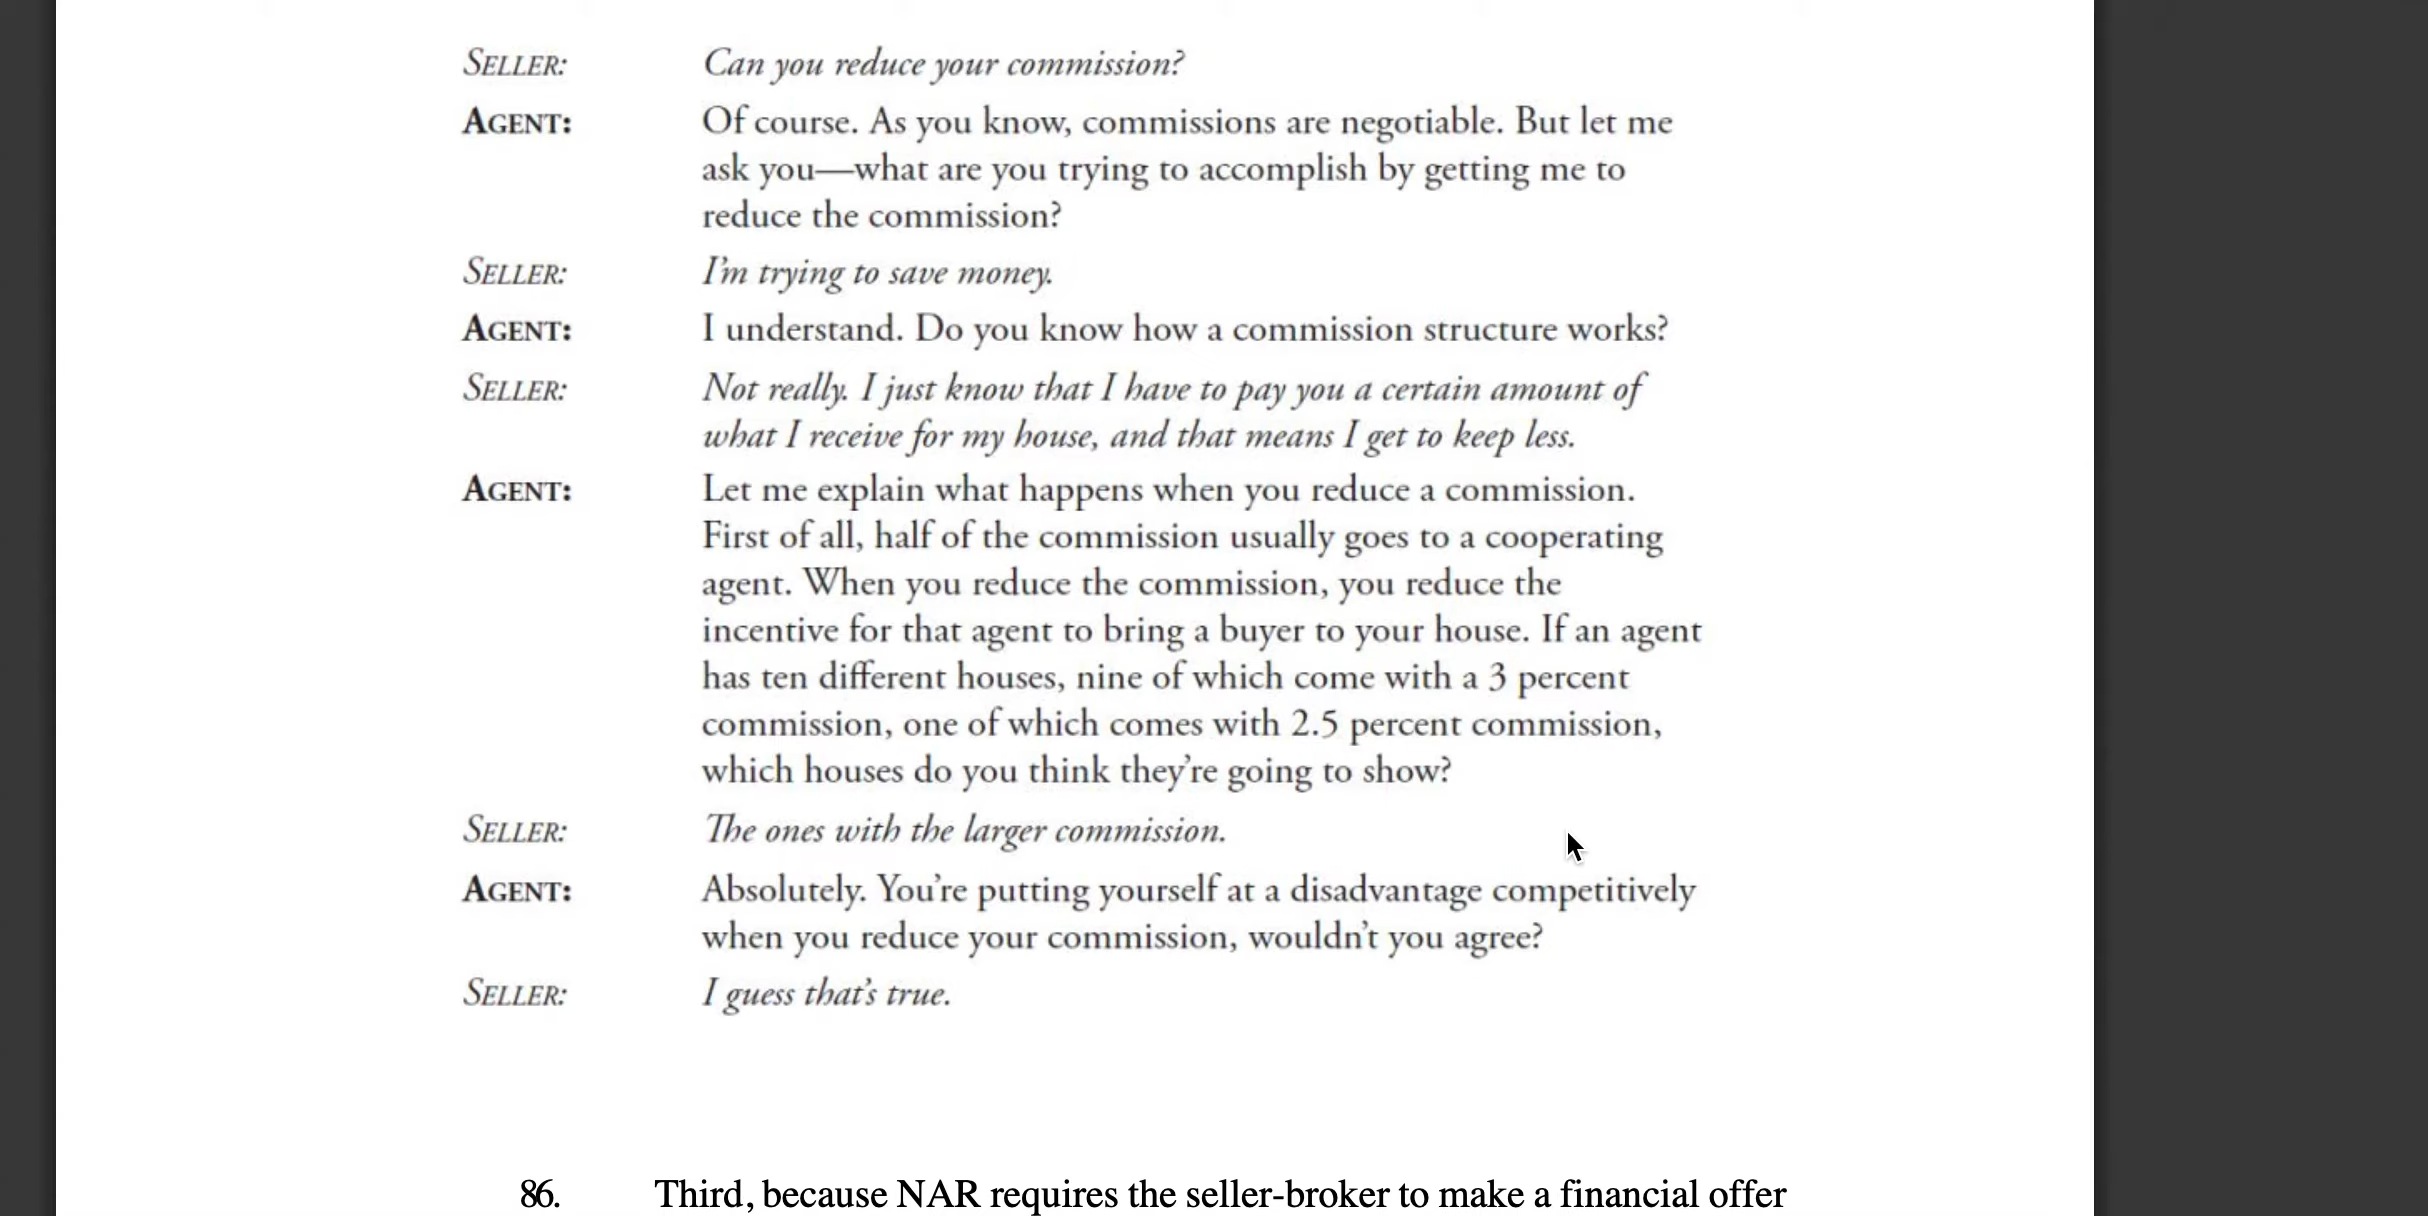 SELLER: Can you reduce your commission?
AGENT: Of course. As you know, commissions are negotiable. But let me
ask you—what are you trying to accomplish by getting me to
reduce the commission?
SELLER: I'm trying to save money.
AGENT: I understand. Do you know how a commission structure works?
SELLER: Not really. I just know that I have to pay you a certain amount of
what I receive for my house, and that means I get to keep less.
AGENT: Let me explain what happens when you reduce a commission.
First of all, half of the commission usually goes to a cooperating
agent. When you reduce the commission, you reduce the
incentive for that agent to bring a buyer to your house. If an agent
has ten different houses, nine of which come with a 3 percent
commission, one of which comes with 2.5 percent commission,
which houses do you think they're going to show?
SELLER: The ones with the larger commission.
AGENT: Absolutely. You're putting yourself at a disadvantage competitively
when you reduce your commission, wouldn't you agree?
SELLER: I guess that's true.
86. Third, because NAR requires the seller-broker to make a financial offer